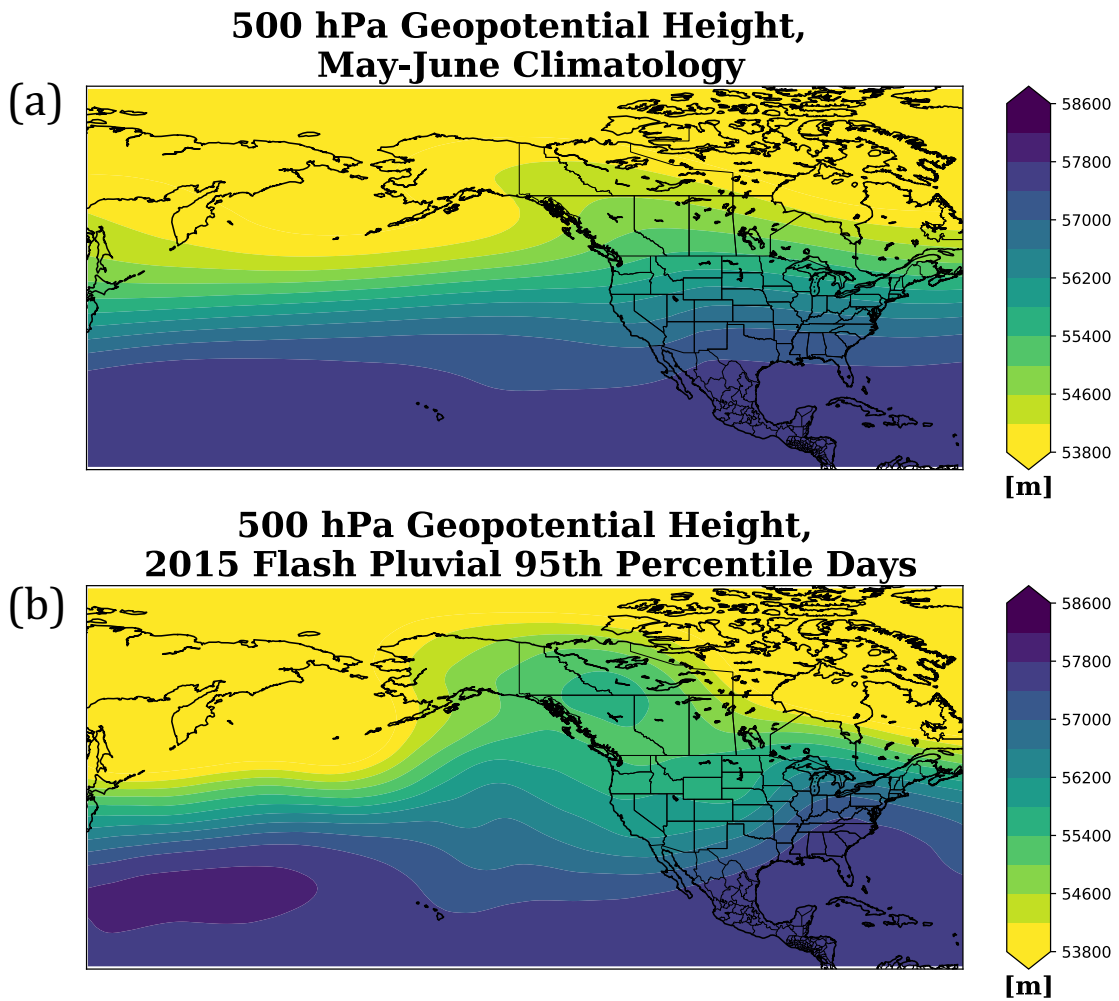 500 hPa Geopotential Height,
May-June Climatology
(a)
58600
57800
57000
56200
55400
54600
53800
[m]
500 hPa Geopotential Height,
2015 Flash Pluvial 95th Percentile Days
(b)
58600
57800
57000
56200
55400
54600
53800
[m]